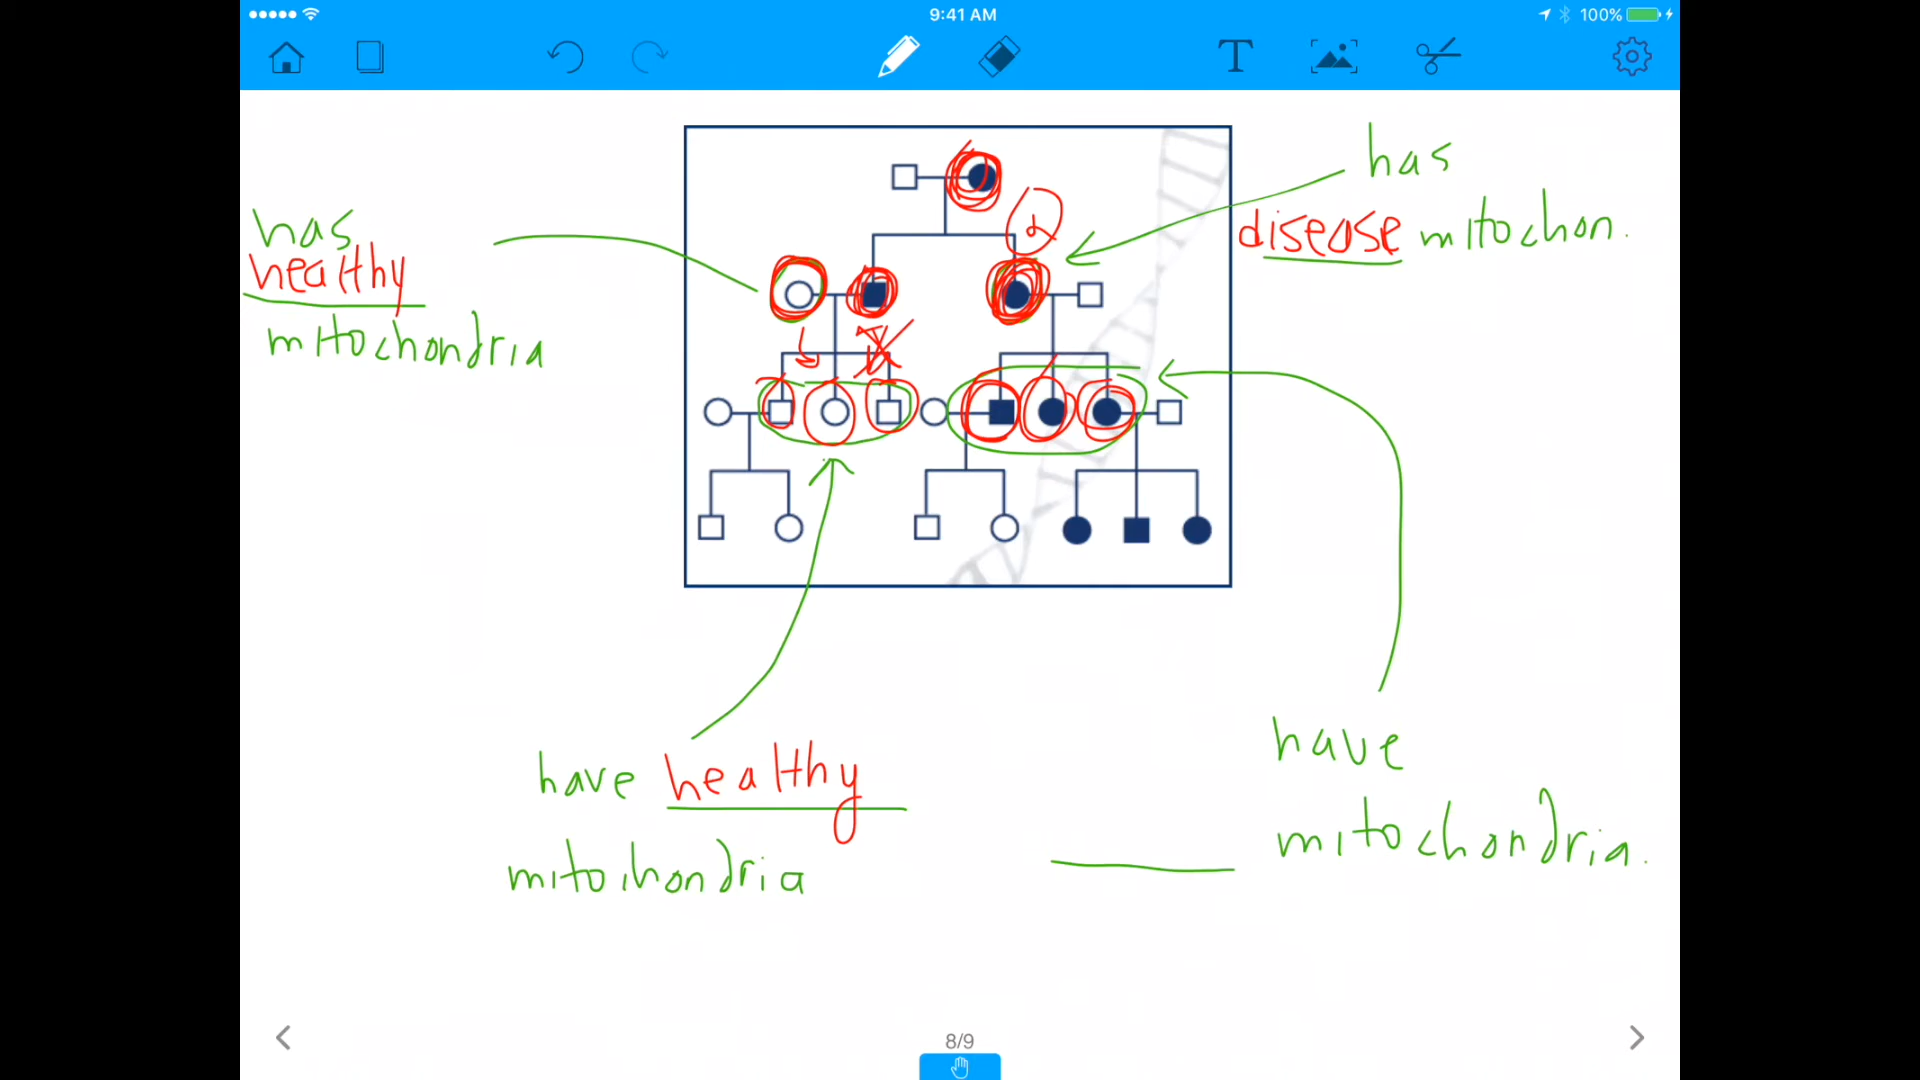 9:41 AM
100%
T
has
disease mitochon.
has
healthy
mitochondria
have healthy
mitochondria
have
mitochondria.
8/9